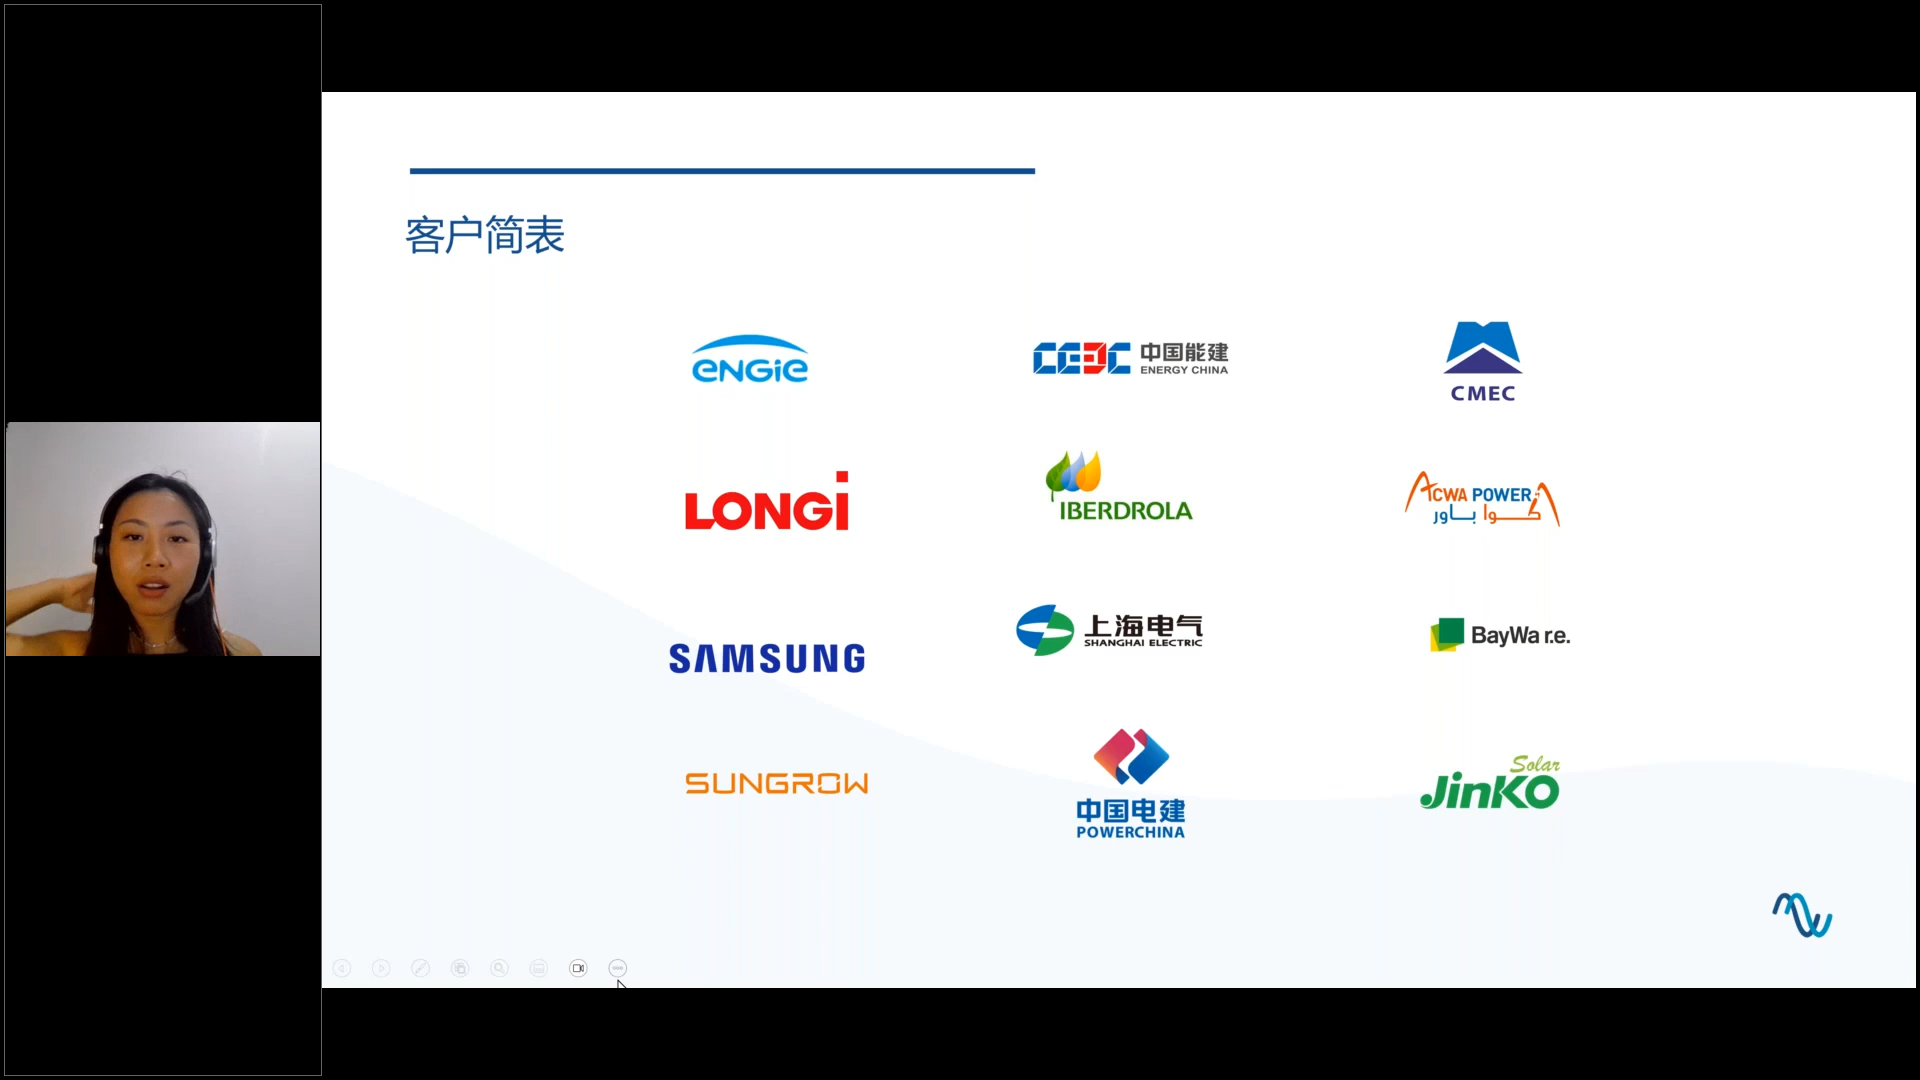 客户简表
ENGIE
CEEC 中国能建
ENERGY CHINA
CMEC
LONGi
IBERDROLA
ACWA POWER
أكوا باور
SAMSUNG
上海电气
SHANGHAI ELECTRIC
BayWa r.e.
SUNGROW
中国电建
POWERCHINA
Solar
JinKO